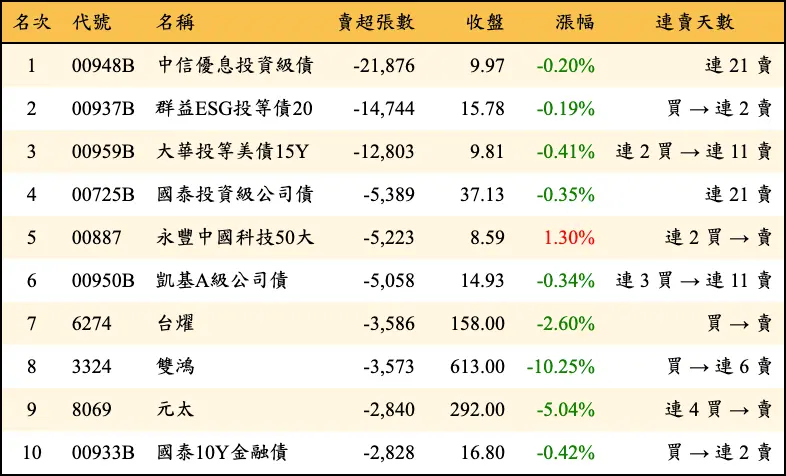 名次 代號 名稱 賣超張數 收盤 漲幅 連賣天數
1 00948B 中信優息投資級債 -21,876 9.97 -0.20% 連 21 賣
2 00937B 群益ESG投等債20 -14,744 15.78 -0.19% 買 → 連 2 賣
3 00959B 大華投等美債15Y -12,803 9.81 -0.41% 連 2 買 → 連 11 賣
4 00725B 國泰投資級公司債 -5,389 37.13 -0.35% 連 21 賣
5 00887 永豐中國科技50大 -5,223 8.59 1.30% 連 2 買 → 賣
6 00950B 凱基A級公司債 -5,058 14.93 -0.34% 連 3 買 → 連 11 賣
7 6274 台燿 -3,586 158.00 -2.60% 買 → 賣
8 3324 雙鴻 -3,573 613.00 -10.25% 買 → 連 6 賣
9 8069 元太 -2,840 292.00 -5.04% 連 4 買 → 賣
10 00933B 國泰10Y金融債 -2,828 16.80 -0.42% 買 → 連 2 賣